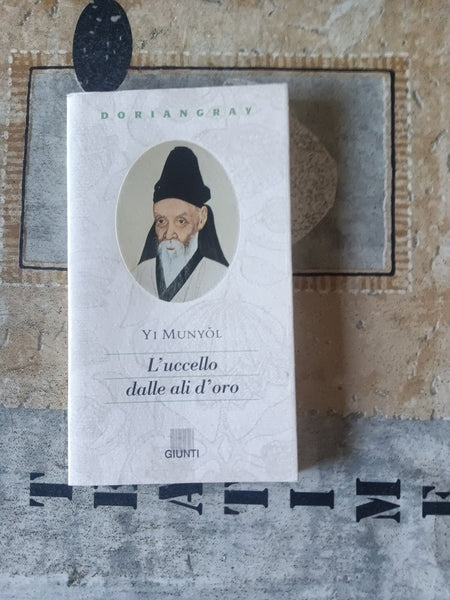 DORIANGRAY
YI MUNYŎL
L'uccello
dalle ali d'oro
GIUNTI